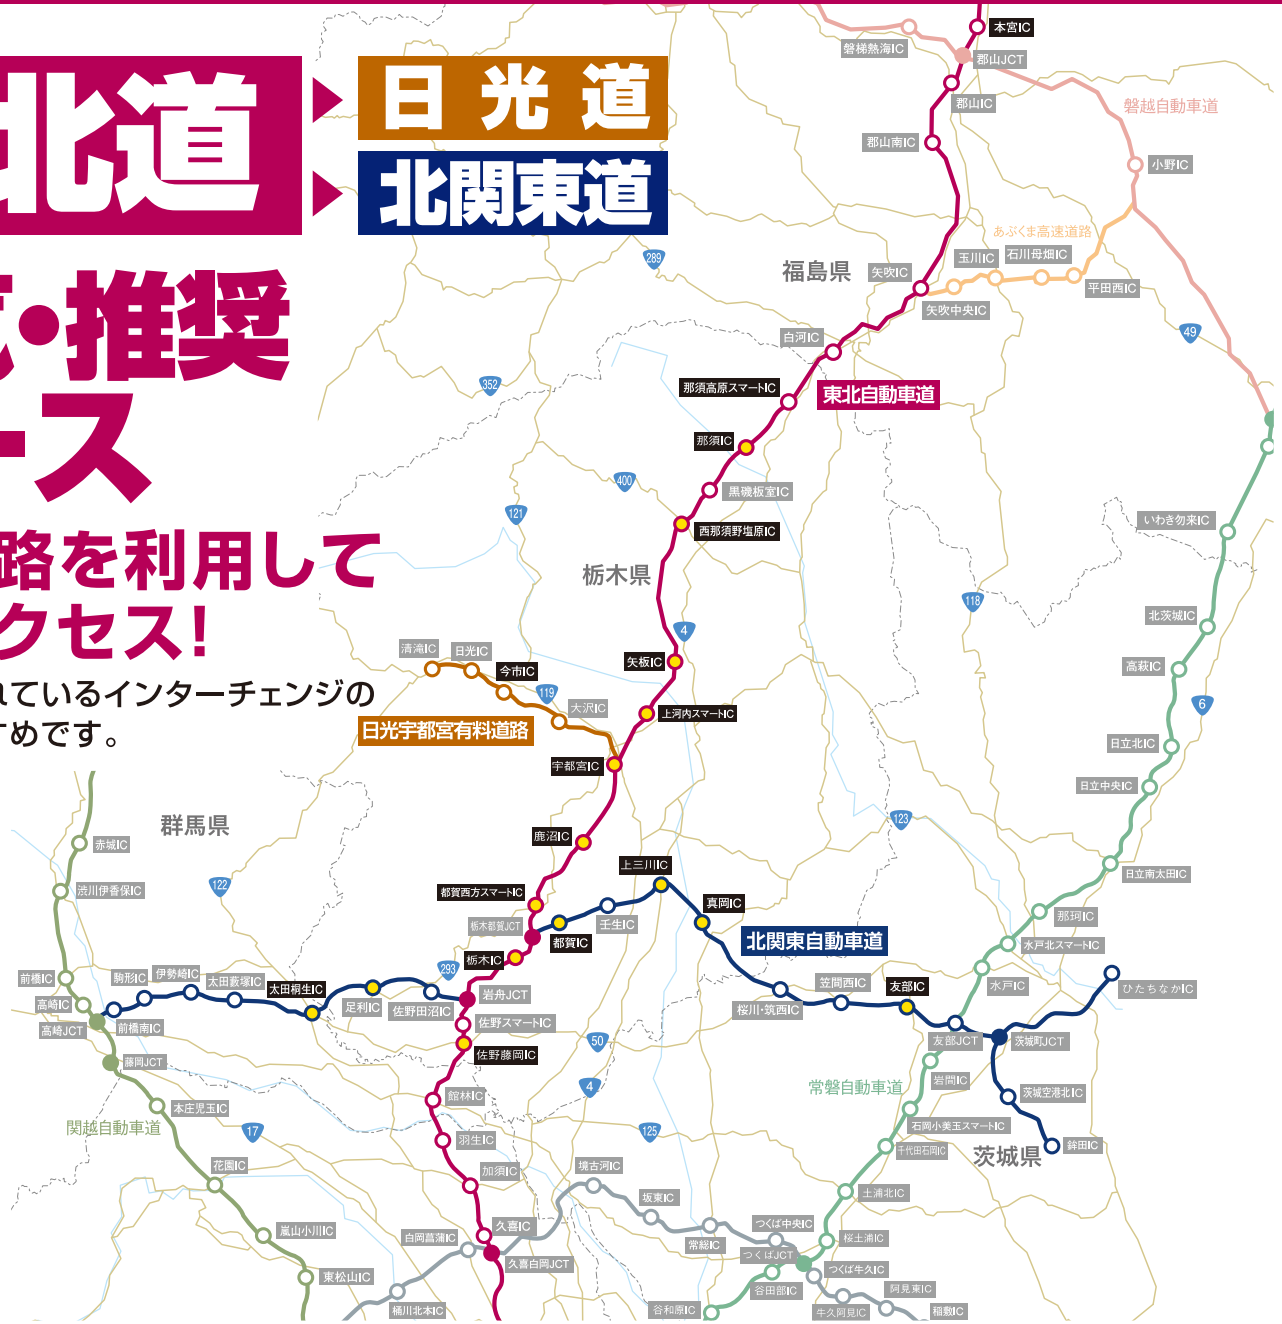 北道
日光道
北関東道
・推奨
ース
路を利用して
クセス!
れているインターチェンジの
すめです。
本宮IC
磐梯熱海IC
郡山JCT
郡山IC
磐越自動車道
郡山南IC
小野IC
あぶくま高速道路
玉川IC
石川母畑IC
289
福島県
矢吹IC
平田西IC
矢吹中央IC
白河IC
49
352
那須高原スマートIC
東北自動車道
那須IC
400
黒磯板室IC
121
西那須野塩原IC
いわき勿来IC
栃木県
118
北茨城IC
4
清滝IC
日光IC
今市IC
矢板IC
高萩IC
119
大沢IC
6
上河内スマートIC
日光宇都宮有料道路
日立北IC
宇都宮IC
日立中央IC
群馬県
123
鹿沼IC
赤城IC
上三川IC
日立南太田IC
渋川伊香保IC
122
都賀西方スマートIC
真岡IC
栃木都賀JCT
壬生IC
那珂IC
都賀IC
北関東自動車道
水戸北スマートIC
栃木IC
293
前橋IC
駒形IC
伊勢崎IC
太田藪塚IC
太田桐生IC
岩舟JCT
笠間西IC
友部IC
水戸IC
ひたちなかIC
高崎IC
足利IC
佐野田沼IC
桜川・筑西IC
高崎JCT
前橋南IC
佐野スマートIC
50
友部JCT
茨城町JCT
藤岡JCT
佐野藤岡IC
岩間IC
4
常磐自動車道
茨城空港北IC
館林IC
本庄児玉IC
関越自動車道
17
125
石岡小美玉スマートIC
羽生IC
千代田石岡IC
茨城県
鉾田IC
花園IC
加須IC
境古河IC
坂東IC
土浦北IC
嵐山小川IC
久喜IC
白岡菖蒲IC
つくば中央IC
常総IC
桜土浦IC
つくばJCT
久喜白岡JCT
つくば牛久IC
東松山IC
谷田部IC
阿見東IC
桶川北本IC
谷和原IC
牛久阿見IC
稲敷IC